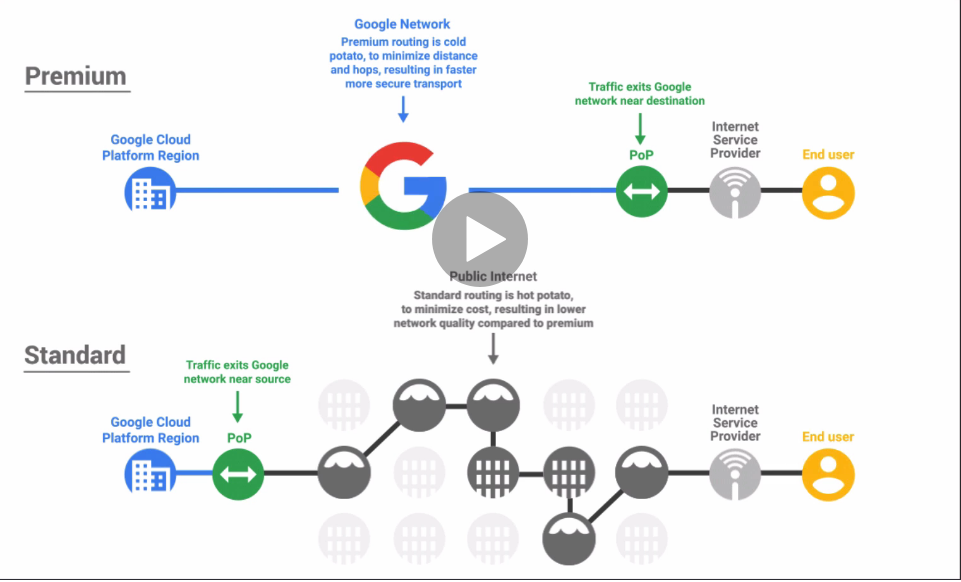 Google Network
Premium routing is cold
potato, to minimize distance
and hops, resulting in faster
more secure transport
Premium
Traffic exits Google
network near destination
Google Cloud
Platform Region
PoP
Internet
Service
Provider
End user
Public Internet
Standard routing is hot potato,
to minimize cost, resulting in lower
network quality compared to premium
Standard
Traffic exits Google
network near source
Google Cloud
Platform Region
PoP
Internet
Service
Provider
End user